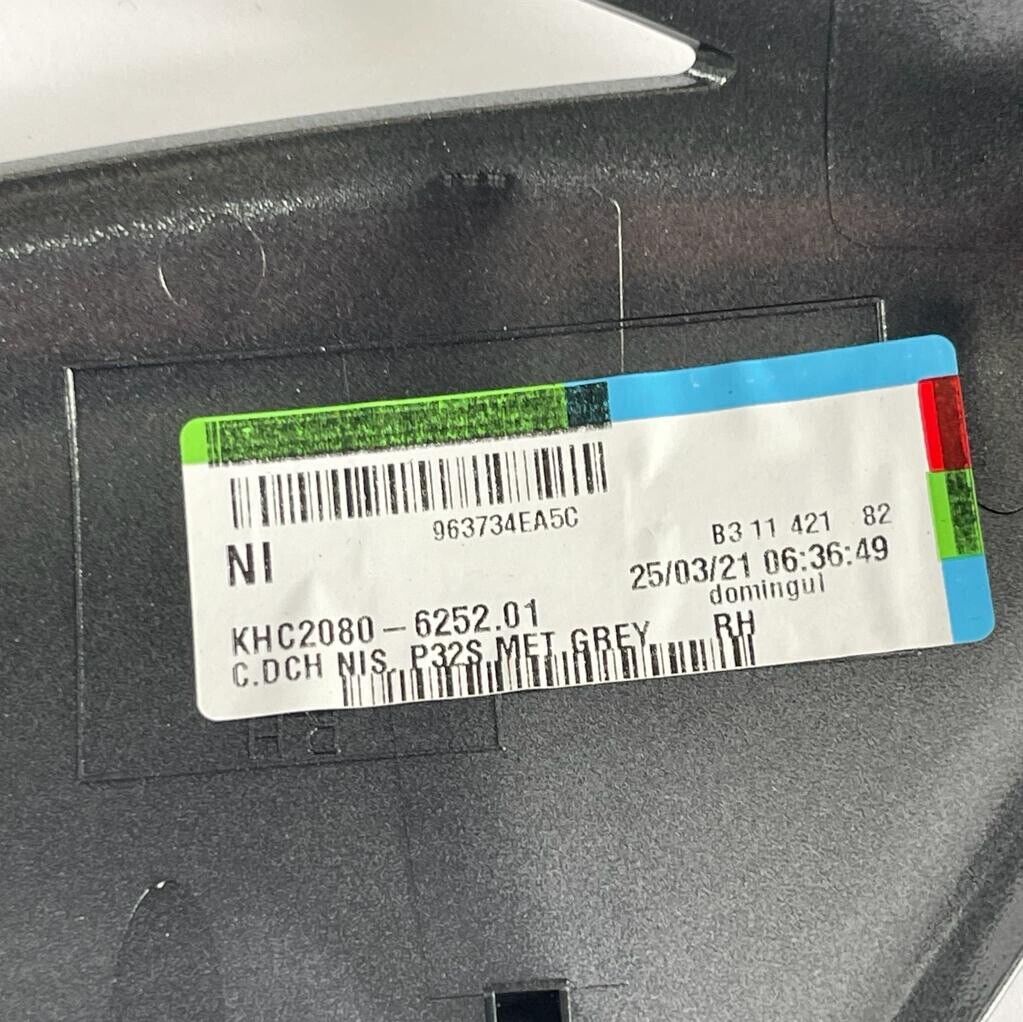 963734EA5C
NI
B3 11 421 82
25/03/21 06:36:49
domingul
KHC2080-6252.01
C.DCH NIS. P32S MET GREY RH